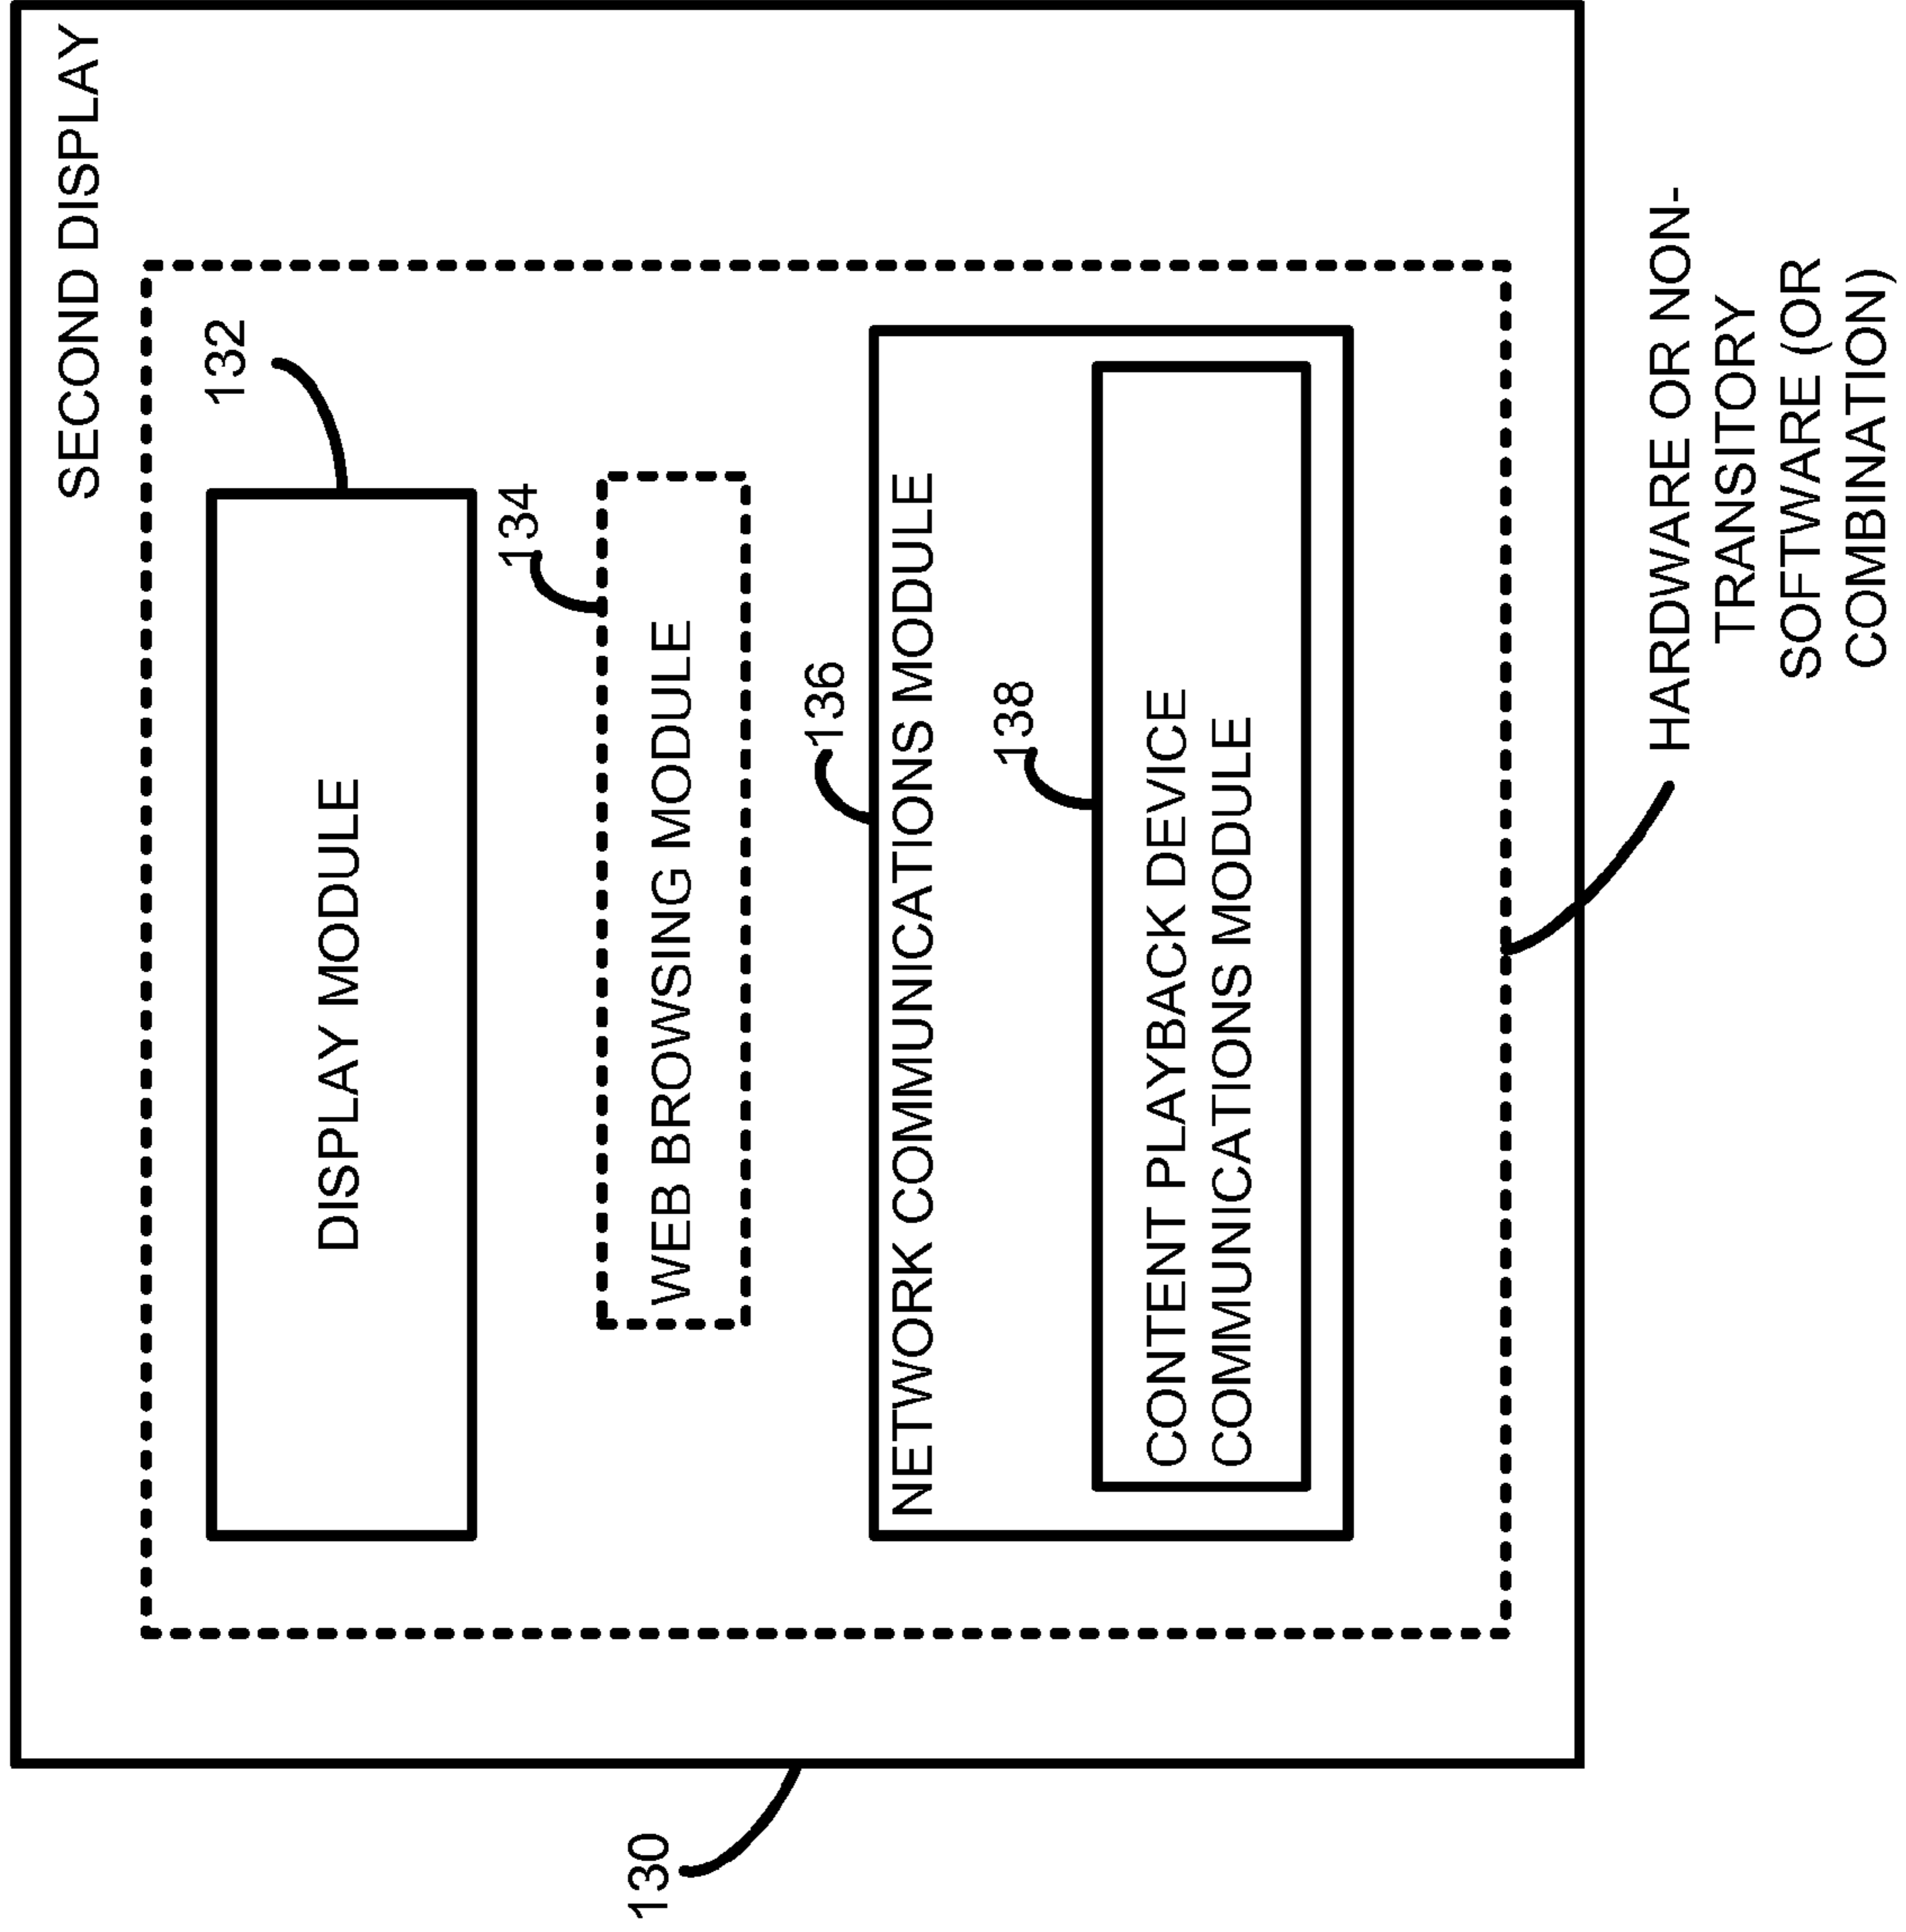 SECOND DISPLAY
132
DISPLAY MODULE
134
WEB BROWSING MODULE
136
NETWORK COMMUNICATIONS MODULE
138
CONTENT PLAYBACK DEVICE
COMMUNICATIONS MODULE
130
HARDWARE OR NON-
TRANSITORY
SOFTWARE (OR
COMBINATION)